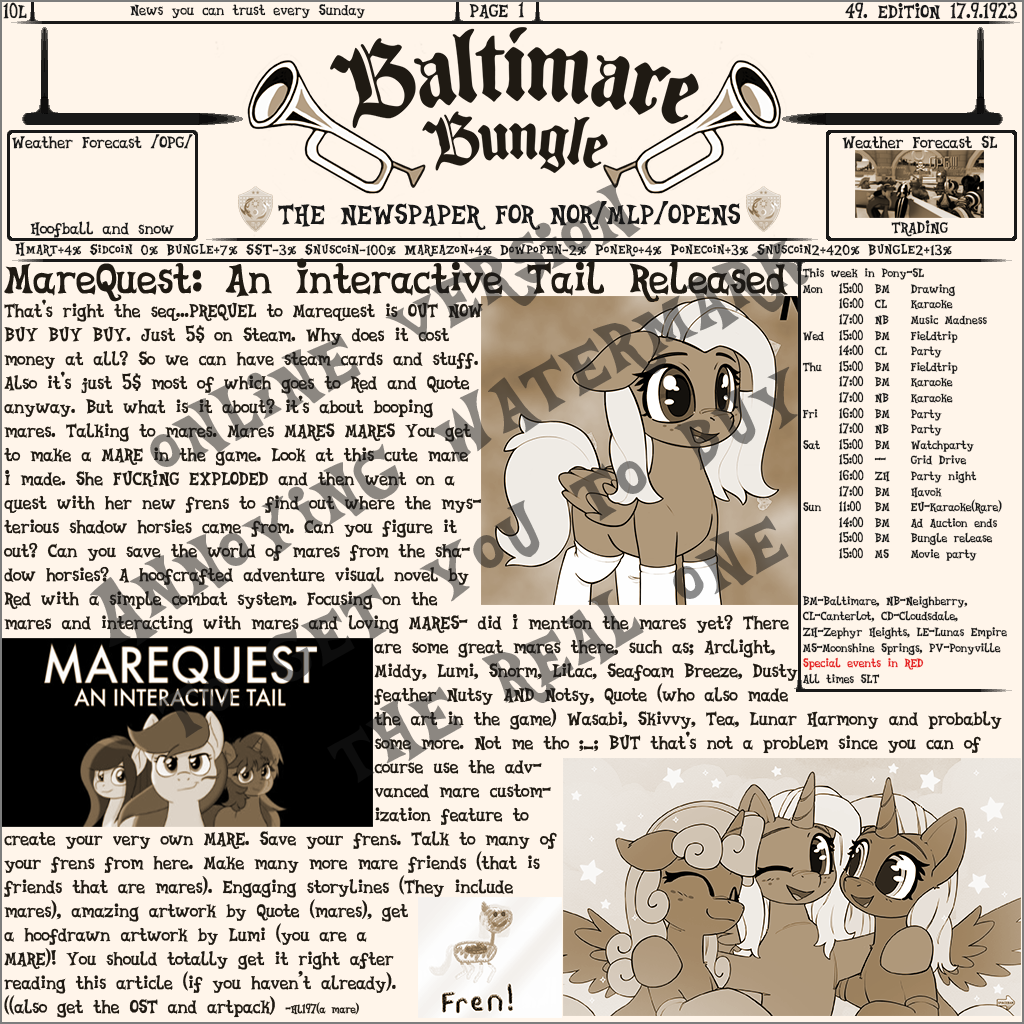 10L News you can trust every Sunday PAGE 1 49. EDITION 17.9.1923
Baltimare
Bungle
THE NEWSPAPER FOR NOR/MLP/OPENS
Weather Forecast /OPG/
Hoofball and snow
Weather Forecast SL
TRADING
HMART+4% SIDCOIN 0% BUNGLE+7% SST-3% SNUSCOIN-100% MAREAZON+4% DOWPOPEN-2% PONERO+4% PONECOIN+3% SNUSCOIN2+420% BUNGLE2+13%
MareQuest: An interactive Tail Released
That's right the seq...PREQUEL to Marequest is OUT NOW
BUY BUY BUY. Just 5$ on Steam. Why does it cost
money at all? So we can have steam cards and stuff.
Also it's just 5$ most of which goes to Red and Quote
anyway. But what is it about? it's about booping
mares. Talking to mares. Mares MARES MARES You get
to make a MARE in the game. Look at this cute mare
i made. She FUCKING EXPLODED and then went on a
quest with her new frens to find out where the mys-
terious shadow horsies came from. Can you figure it
out? Can you save the world of mares from the sha-
dow horsies? A hoofcrafted adventure visual novel by
Red with a simple combat system. Focusing on the
mares and interacting with mares and loving MARES- did i mention the mares yet? There
are some great mares there, such as; ArcLight,
Middy, Lumi, Shorm, Lilac, Seafoam Breeze, Dusty
feather Nutsy AND Notsy, Quote (who also made
the art in the game) Wasabi, Skivvy, Tea, Lunar Harmony and probably
some more. Not me tho ;_; BUT that's not a problem since you can of
course use the adv-
vanced mare custom-
ization feature to
create your very own MARE. Save your frens. Talk to many of
your frens from here. Make many more mare friends (that is
friends that are mares). Engaging storylines (They include
mares), amazing artwork by Quote (mares), get
a hoofdrawn artwork by Lumi (you are a
MARE)! You should totally get it right after
reading this article (if you haven't already).
((also get the OST and artpack) -HL197(a mare)
MAREQUEST
AN INTERACTIVE TAIL
Fren!
This week in Pony-SL
Mon 15:00 BM Drawing
16:00 CL Karaoke
17:00 NB Music Madness
Wed 15:00 BM Fieldtrip
14:00 CL Party
Thu 15:00 BM Fieldtrip
17:00 BM Karaoke
17:00 NB Karaoke
Fri 16:00 BM Party
17:00 NB Party
Sat 15:00 BM Watchparty
15:00 --- Grid Drive
16:00 ZH Party night
17:00 BM Havok
Sun 11:00 BM EU-Karaoke(Rare)
14:00 BM Ad Auction ends
15:00 BM Bungle release
15:00 MS Movie party
BM-Baltimare, NB-Neighberry,
CL-Canterlot, CD-Cloudsdale,
ZH-Zephyr Heights, LE-Lunas Empire
MS-Moonshine Springs, PV-Ponyville
Special events in RED
All times SLT
ONLINE VERSION
ANNOYING WATERMARK
TO GET YOU TO BUY
THE REAL ONE